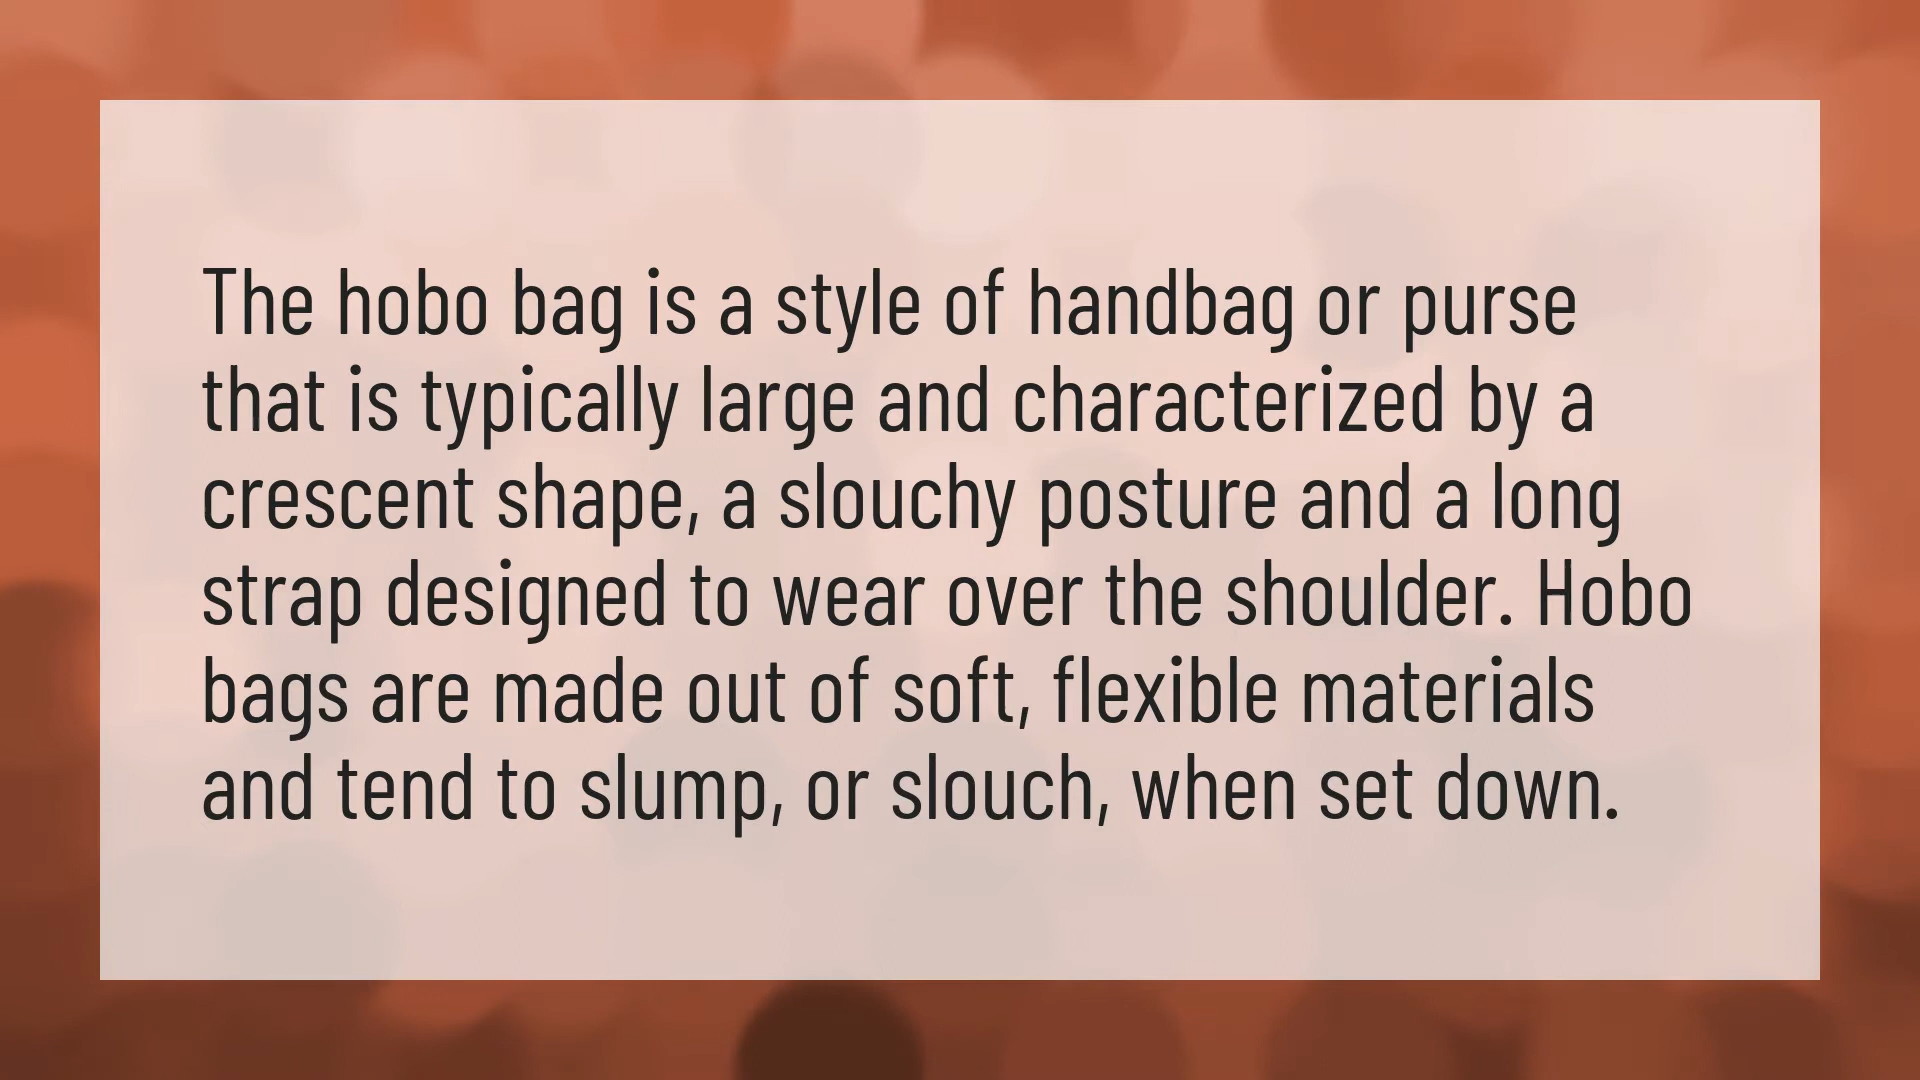 The hobo bag is a style of handbag or purse
that is typically large and characterized by a
crescent shape, a slouchy posture and a long
strap designed to wear over the shoulder. Hobo
bags are made out of soft, flexible materials
and tend to slump, or slouch, when set down.